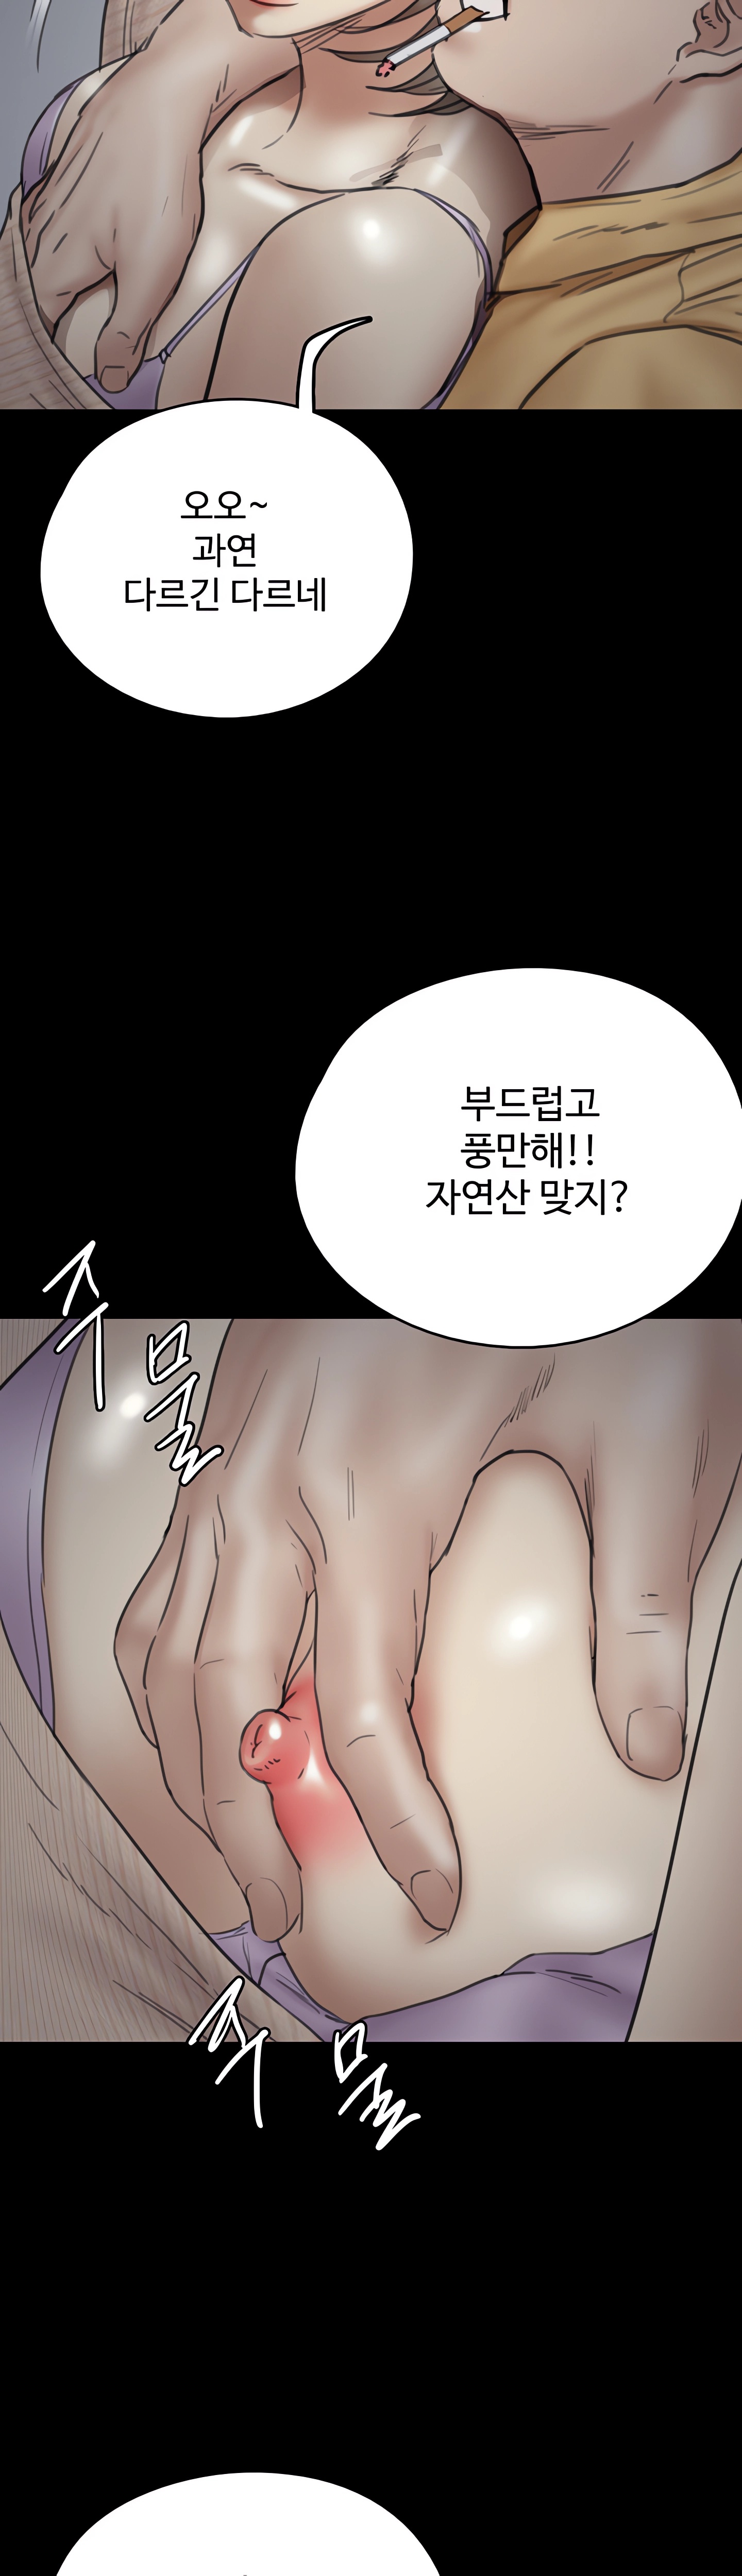 오오~
과연
다르긴 다르네
부드럽고
풍만해!!
자연산 맞지?
주물
주물